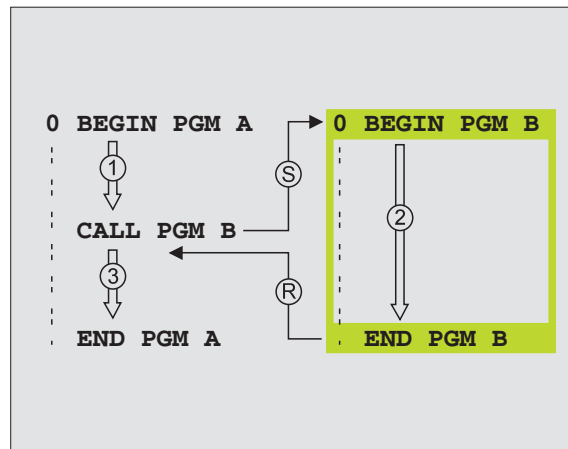 0 BEGIN PGM A
1
S
CALL PGM B
3
R
END PGM A
0 BEGIN PGM B
2
END PGM B